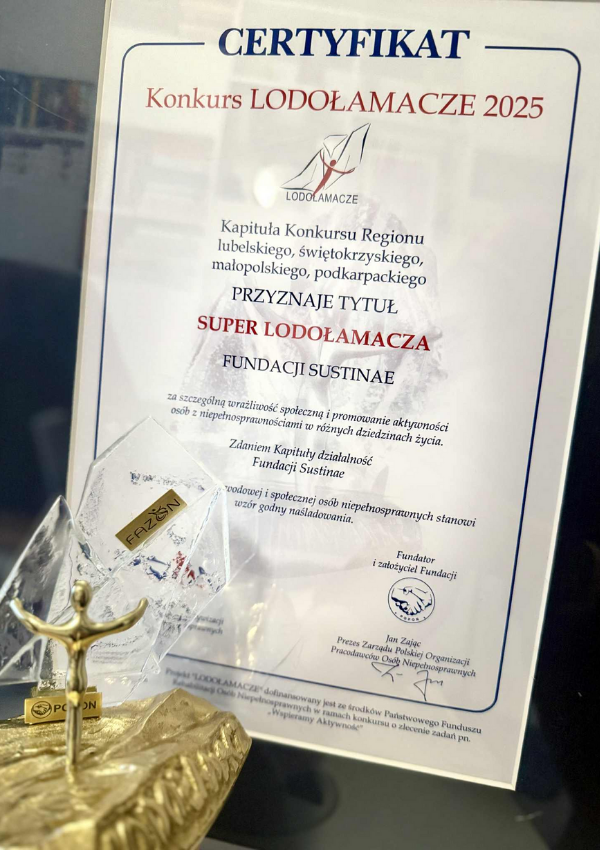 CERTYFIKAT
Konkurs LODOŁAMACZE 2025
LODOŁAMACZE
Kapituła Konkursu Regionu
lubelskiego, świętokrzyskiego,
małopolskiego, podkarpackiego
PRZYZNAJE TYTUŁ
SUPER LODOŁAMACZA
FUNDACJI SUSTINAE
za szczególną wrażliwość społeczną i promowanie aktywności
osób z niepełnosprawnościami w różnych dziedzinach życia.
Zdaniem Kapituły działalność
Fundacji Sustinae
wodowej i społecznej osób niepełnosprawnych stanowi
wzór godny naśladowania.
FAZON
Fundator
i założyciel Fundacji
Jan Zając
Prezes Zarządu Polskiej Organizacji
Pracodawców Osób Niepełnosprawnych
Projekt "LODOŁAMACZE" dofinansowany jest ze środków Państwowego Funduszu
Rehabilitacji Osób Niepełnosprawnych w ramach konkursu o zlecenie zadań pn.
„Wspieramy Aktywność"